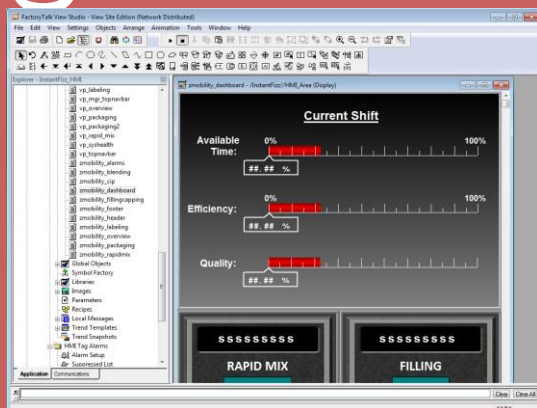 FactoryTalk View Studio - View Site Edition (Network Distributed)
File Edit View Settings Objects Arrange Animation Tools Window Help
Explorer - InstantFizz_HMI
vp_labeling
vp_mgr_topnavbar
vp_overview
vp_packaging
vp_packaging2
vp_rapid_mix
vp_syshealth
vp_topnavbar
zmobility_alarms
zmobility_blending
zmobility_cip
zmobility_dashboard
zmobility_fillingcapping
zmobility_footer
zmobility_header
zmobility_labeling
zmobility_overview
zmobility_packaging
zmobility_rapidmix
Global Objects
Symbol Factory
Libraries
Images
Parameters
Recipes
Local Messages
Trend Templates
Trend Snapshots
HMI Tag Alarms
Alarm Setup
Suppressed List
Application Communications
zmobility_dashboard - /InstantFizz//HMI_Area (Display)
Current Shift
Available Time:
0% 100%
##.## %
Efficiency:
0% 100%
##.## %
Quality:
##.## %
SSSSSSSSS
RAPID MIX
SSSSSSSSS
FILLING
Clear Clear All